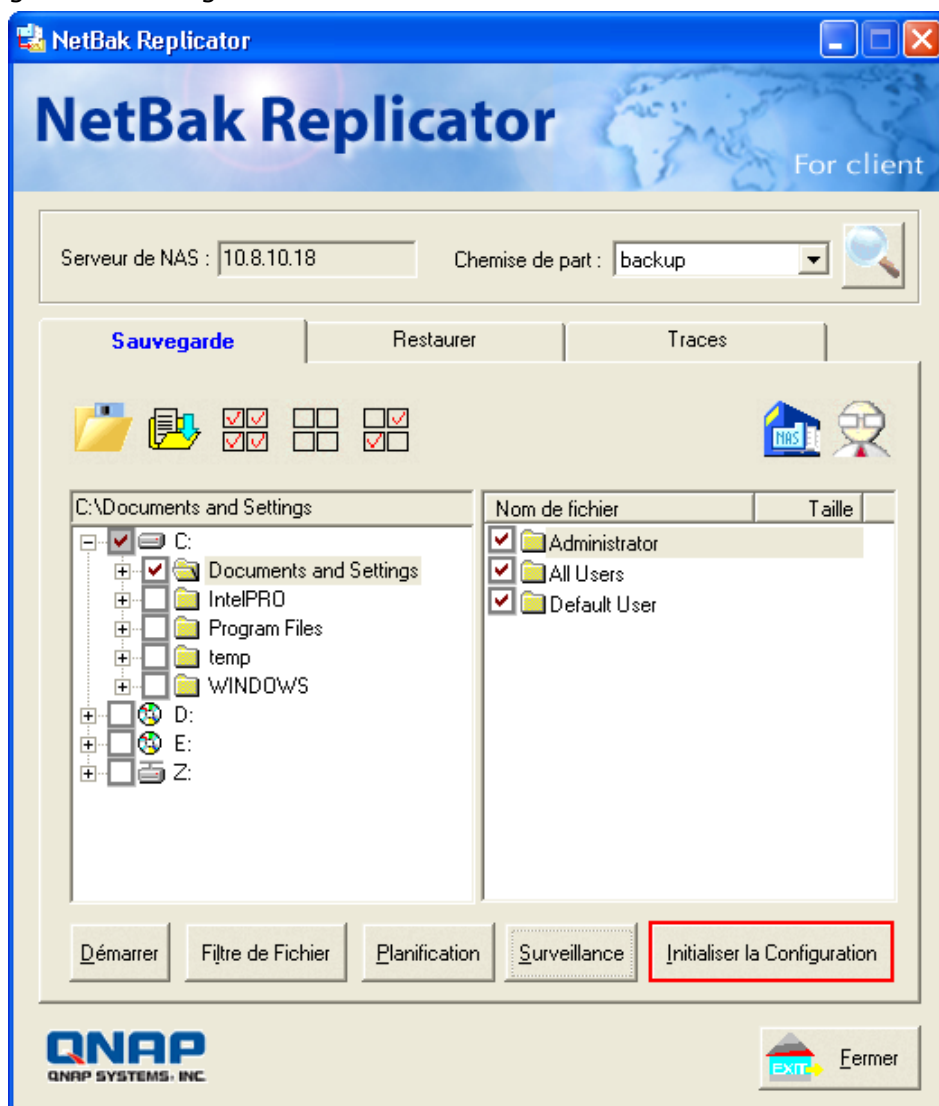 NetBak Replicator
NetBak Replicator
For client
Serveur de NAS : 10.8.10.18 Chemise de part : backup
Sauvegarde Restaurer Traces
NAS
C:\Documents and Settings
Nom de fichier Taille
C:
Documents and Settings
IntelPRO
Program Files
temp
WINDOWS
D:
E:
Z:
Administrator
All Users
Default User
Démarrer Filtre de Fichier Planification Surveillance Initialiser la Configuration
QNAP
QNAP SYSTEMS, INC.
EXIT Fermer